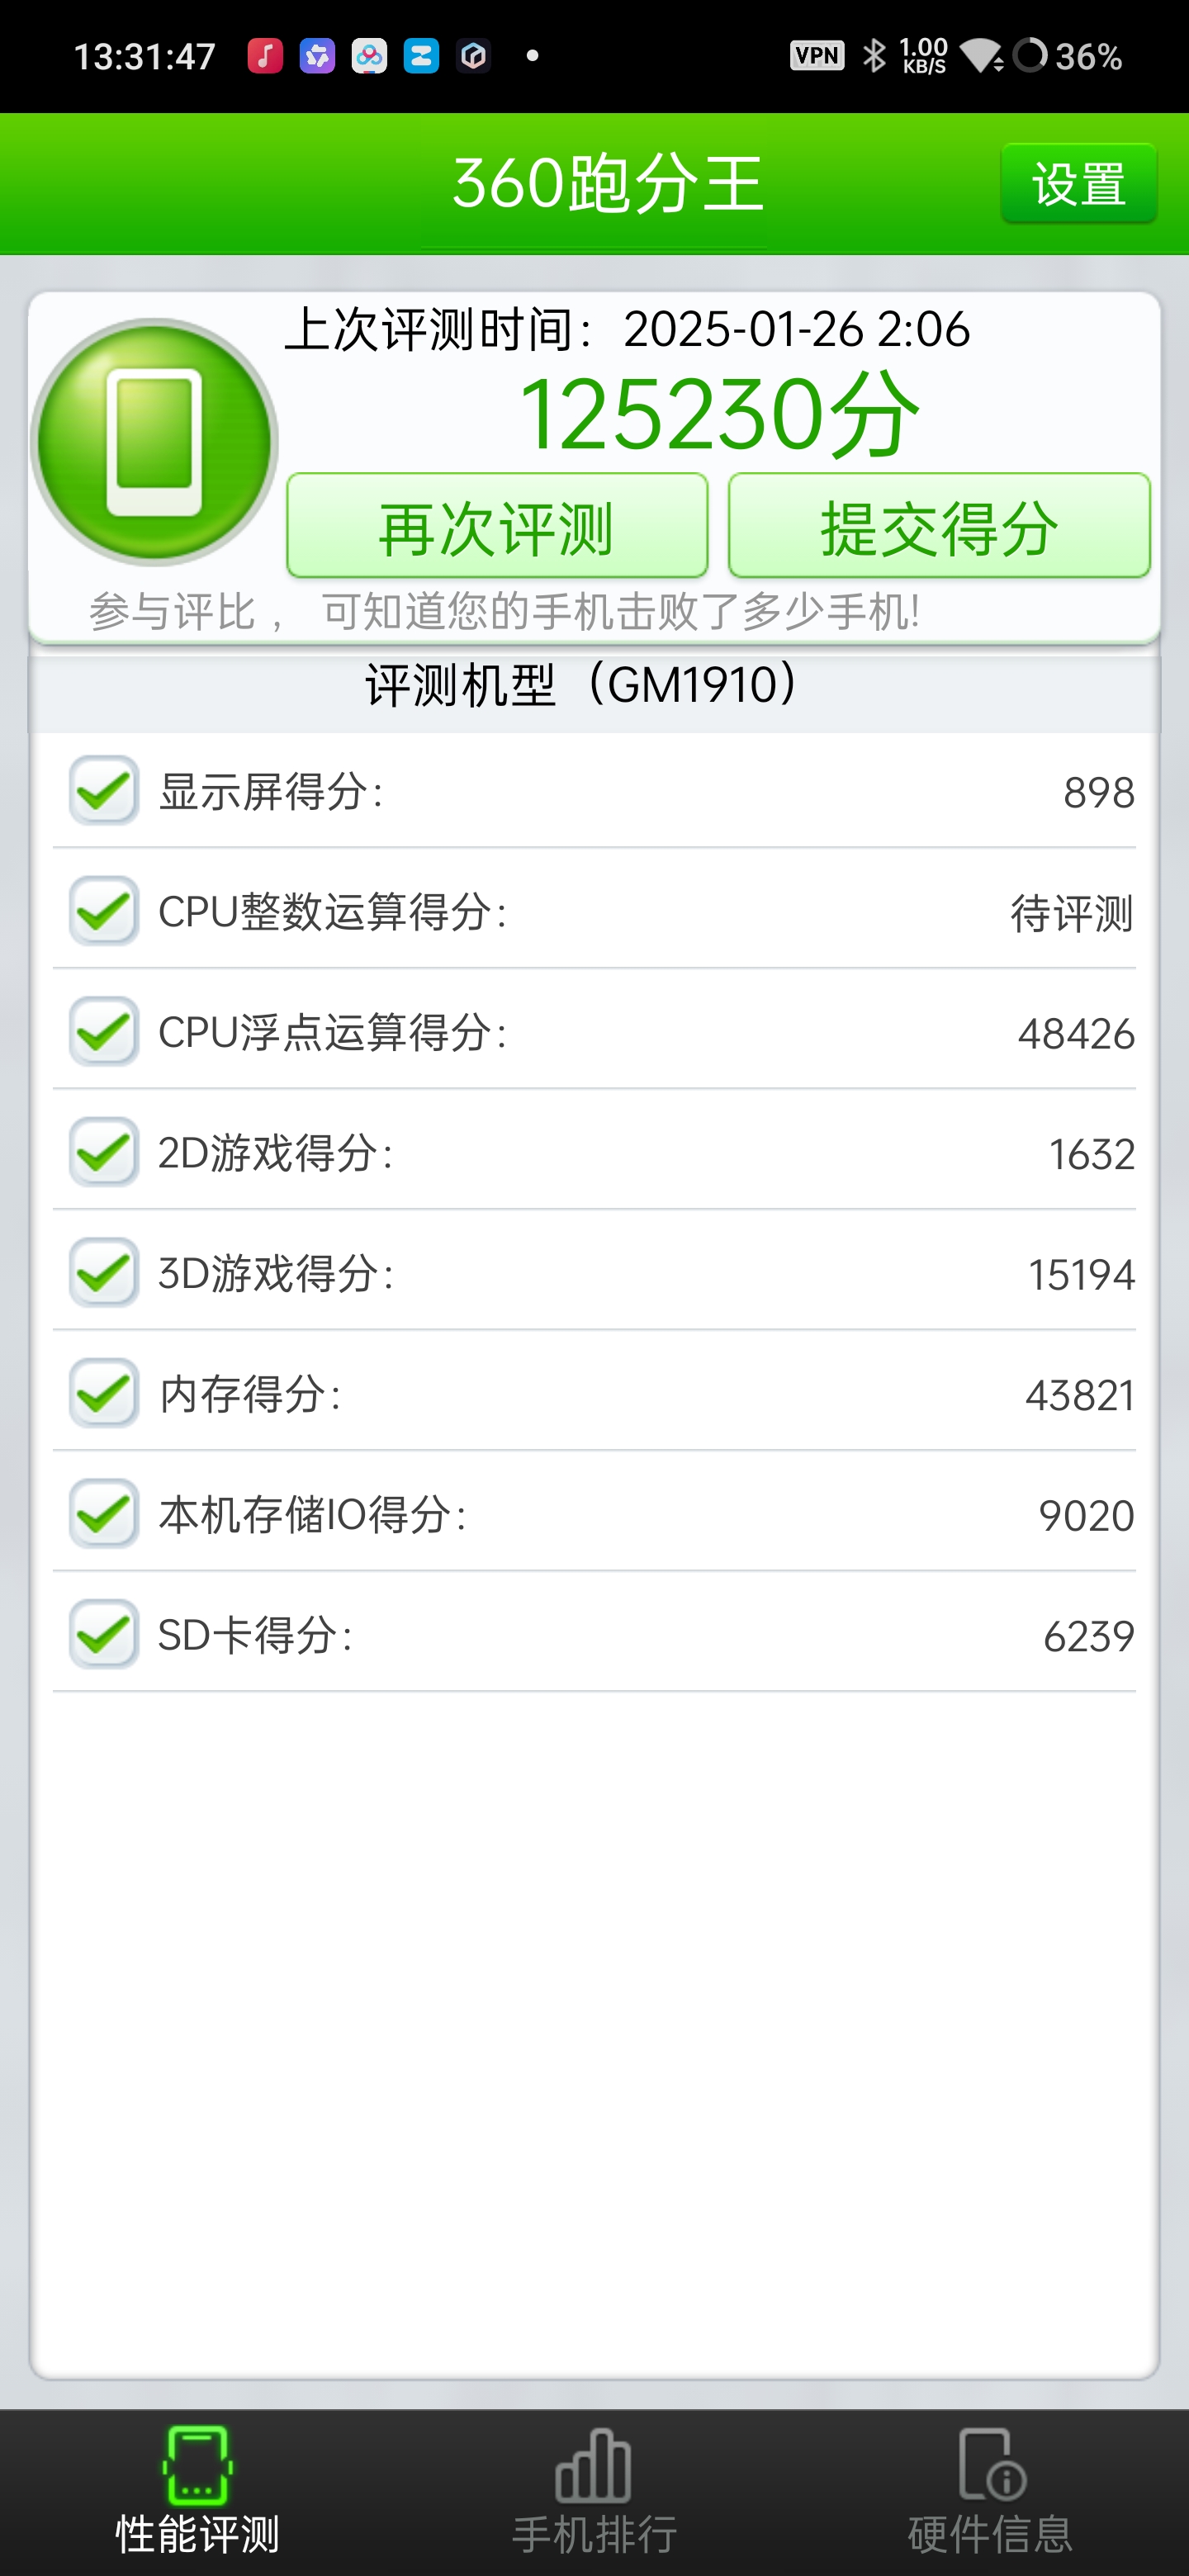 13:31:47 VPN 1.00 KB/S 36%
360跑分王
设置
上次评测时间：2025-01-26 2:06
125230分
再次评测 提交得分
参与评比， 可知道您的手机击败了多少手机!
评测机型（GM1910）
显示屏得分: 898
CPU整数运算得分: 待评测
CPU浮点运算得分: 48426
2D游戏得分: 1632
3D游戏得分: 15194
内存得分: 43821
本机存储IO得分: 9020
SD卡得分: 6239
性能评测 手机排行 硬件信息